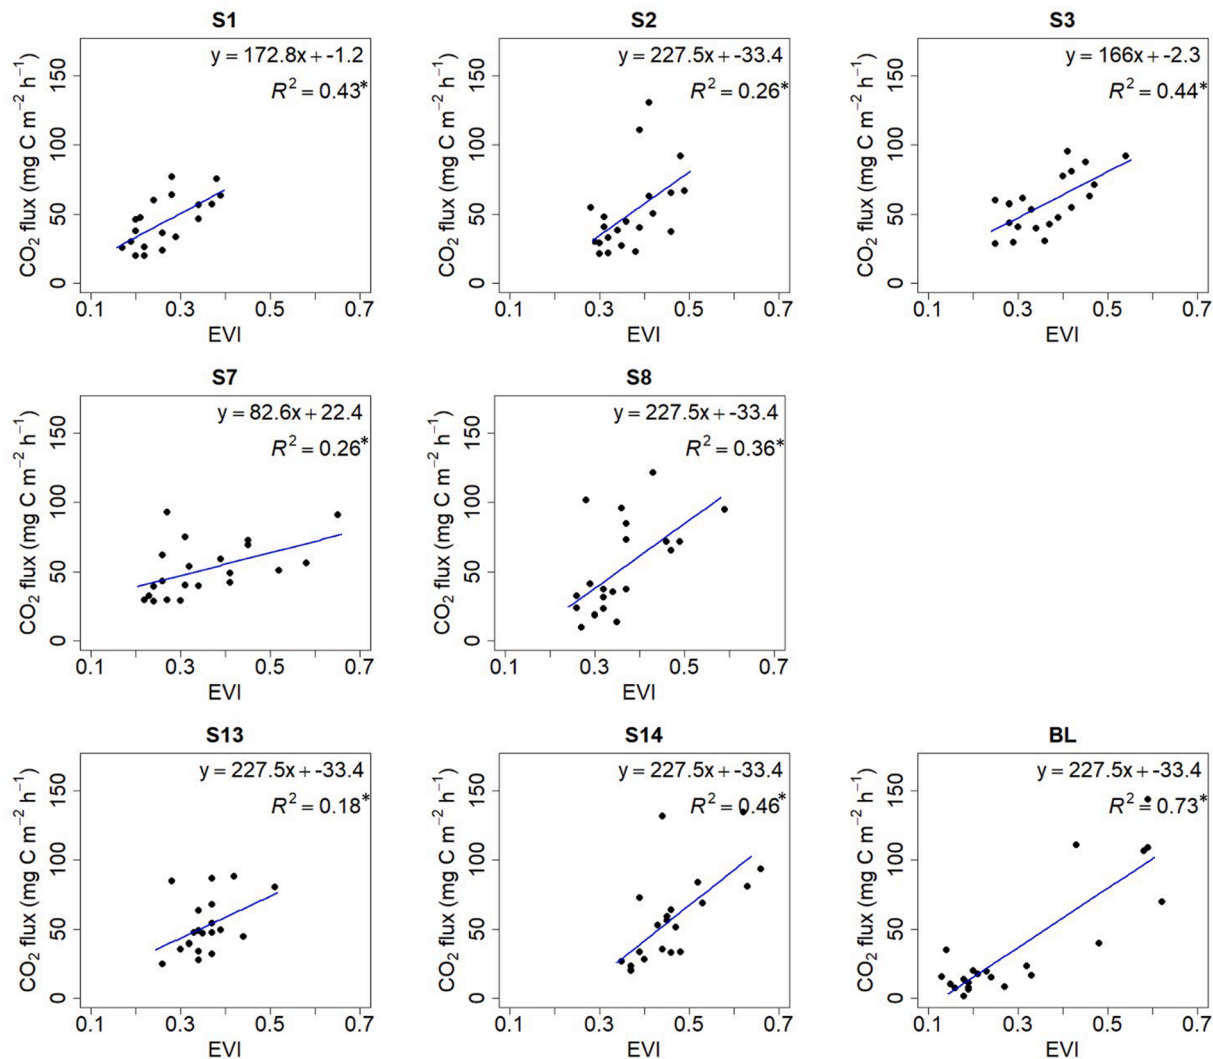 S1
y = 172.8x + -1.2
R² = 0.43*
150
100
50
0
CO₂ flux (mg C m⁻² h⁻¹)
0.1 0.3 0.5 0.7
EVI
S2
y = 227.5x + -33.4
R² = 0.26*
150
100
50
0
CO₂ flux (mg C m⁻² h⁻¹)
0.1 0.3 0.5 0.7
EVI
S3
y = 166x + -2.3
R² = 0.44*
150
100
50
0
CO₂ flux (mg C m⁻² h⁻¹)
0.1 0.3 0.5 0.7
EVI
S7
y = 82.6x + 22.4
R² = 0.26*
150
100
50
0
CO₂ flux (mg C m⁻² h⁻¹)
0.1 0.3 0.5 0.7
EVI
S8
y = 227.5x + -33.4
R² = 0.36*
150
100
50
0
CO₂ flux (mg C m⁻² h⁻¹)
0.1 0.3 0.5 0.7
EVI
S13
y = 227.5x + -33.4
R² = 0.18*
150
100
50
0
CO₂ flux (mg C m⁻² h⁻¹)
0.1 0.3 0.5 0.7
EVI
S14
y = 227.5x + -33.4
R² = 0.46*
150
100
50
0
CO₂ flux (mg C m⁻² h⁻¹)
0.1 0.3 0.5 0.7
EVI
BL
y = 227.5x + -33.4
R² = 0.73*
150
100
50
0
CO₂ flux (mg C m⁻² h⁻¹)
0.1 0.3 0.5 0.7
EVI